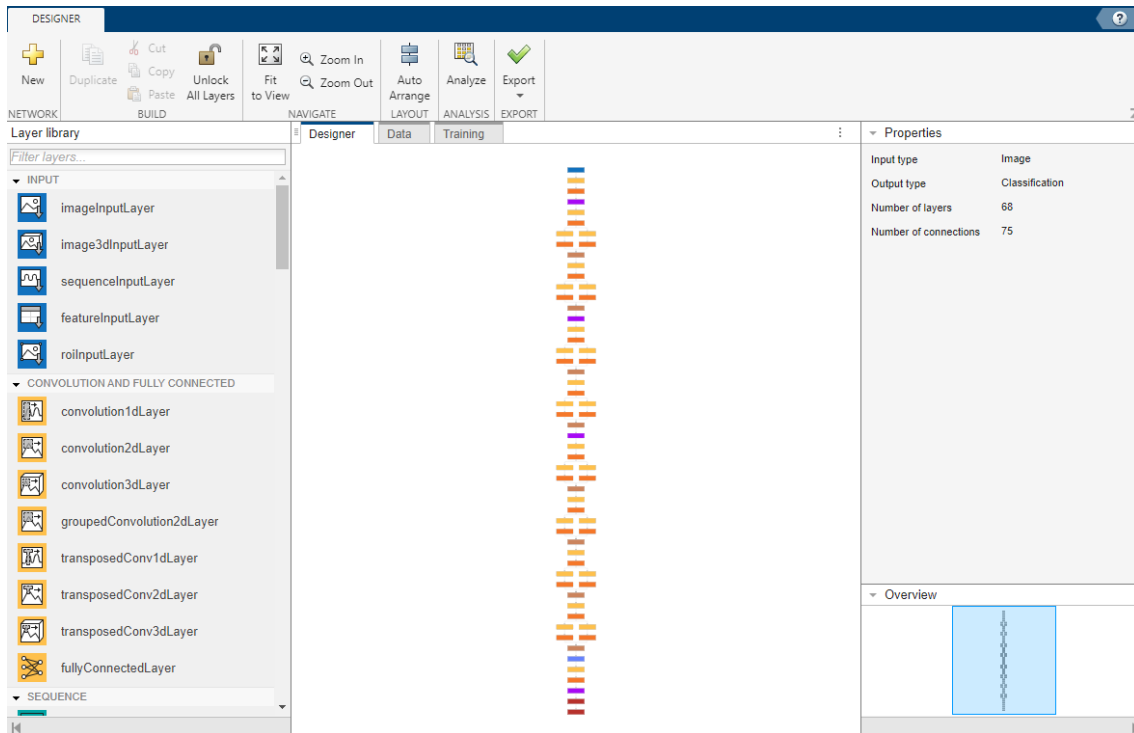 DESIGNER
?
New
Duplicate
Cut
Copy
Paste
Unlock
All Layers
Fit
to View
Zoom In
Zoom Out
Auto
Arrange
Analyze
Export
NETWORK
BUILD
NAVIGATE
LAYOUT
ANALYSIS
EXPORT
Layer library
Filter layers...
INPUT
imageInputLayer
image3dInputLayer
sequenceInputLayer
featureInputLayer
roiInputLayer
CONVOLUTION AND FULLY CONNECTED
convolution1dLayer
convolution2dLayer
convolution3dLayer
groupedConvolution2dLayer
transposedConv1dLayer
transposedConv2dLayer
transposedConv3dLayer
fullyConnectedLayer
SEQUENCE
Designer
Data
Training
Properties
Input type Image
Output type Classification
Number of layers 68
Number of connections 75
Overview